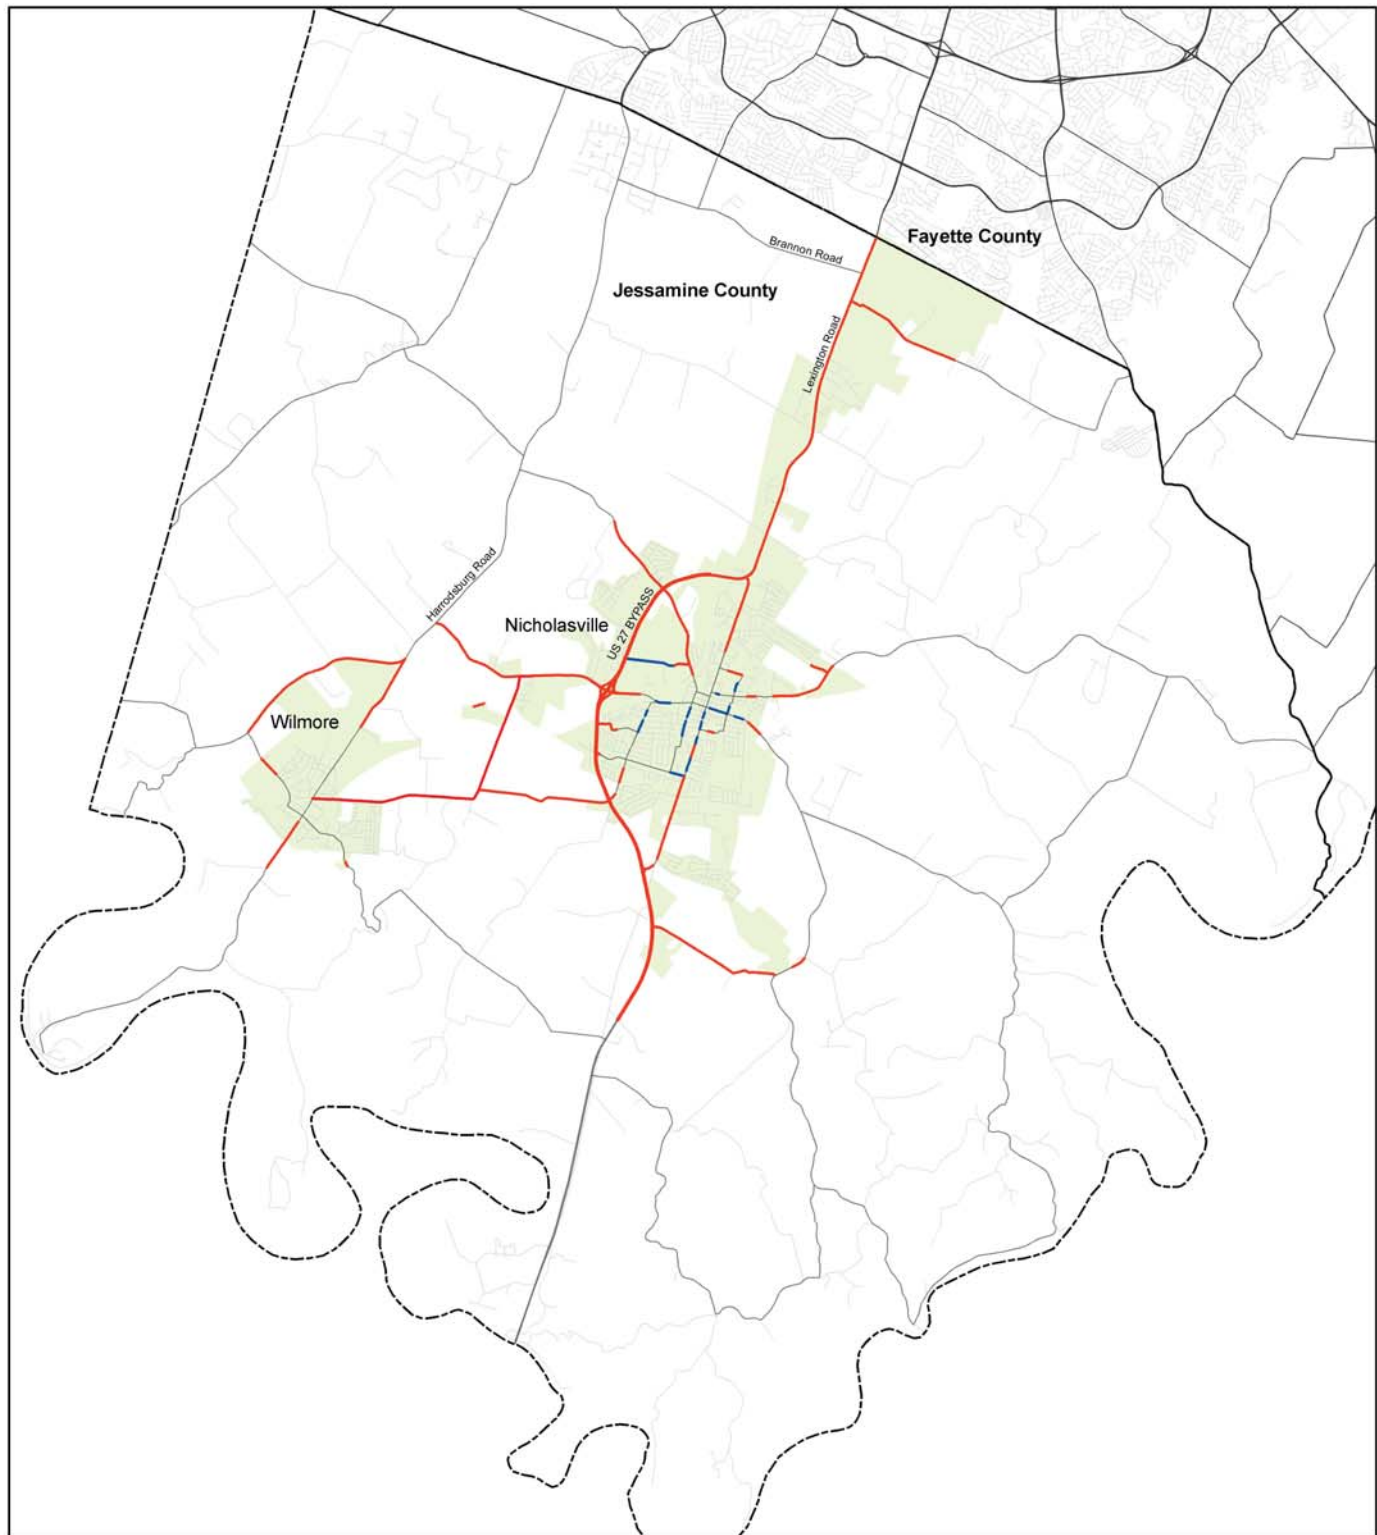 Fayette County
Brannon Road
Jessamine County
Lexington Road
Harrodsburg Road
US 27 BYPASS
Nicholasville
Wilmore